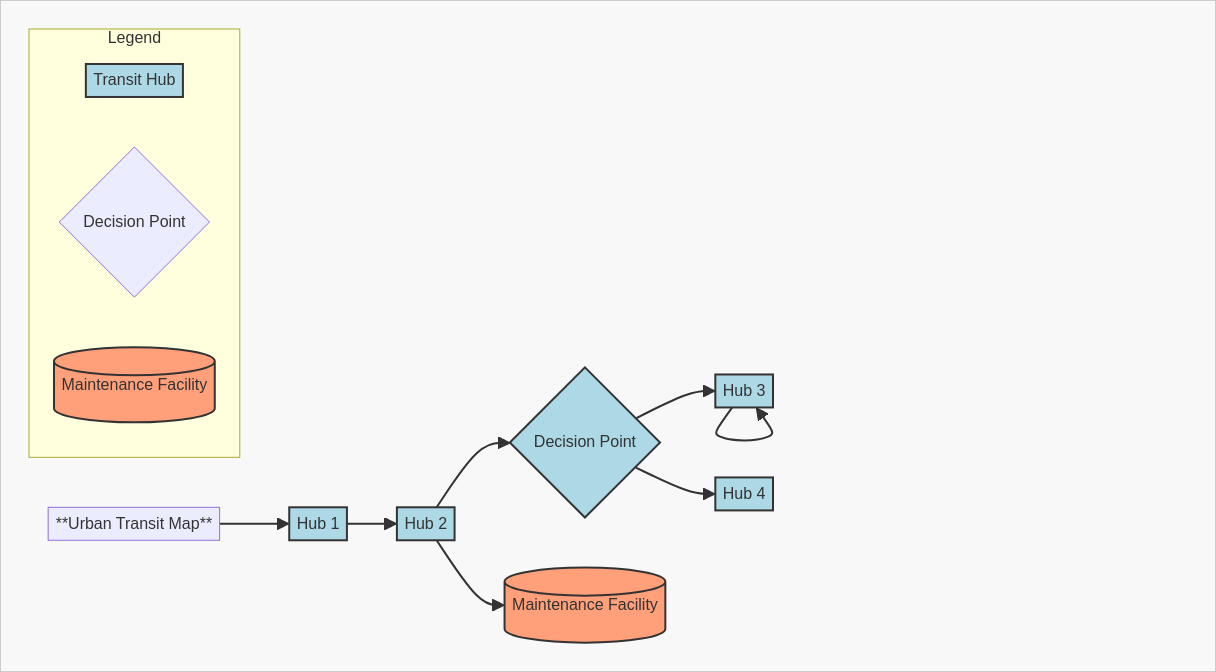 Legend
Transit Hub
Decision Point
Maintenance Facility
**Urban Transit Map**
Hub 1
Hub 2
Decision Point
Hub 3
Hub 4
Maintenance Facility